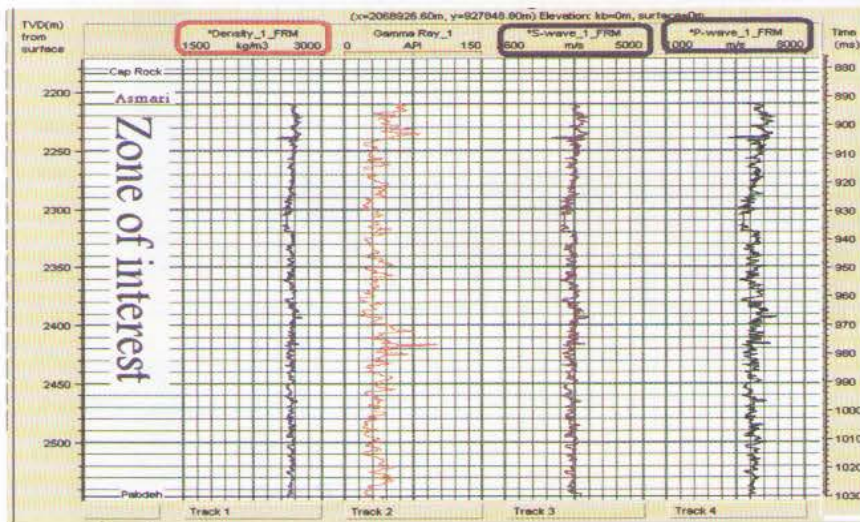 (x=2068926.60m, y=927848.80m) Elevation: kb=0m, surface=0m
TVD(m) from surface
*Density_1_FRM
1500 kg/m3 3000
Gamma Ray_1
0 API 150
*S-wave_1_FRM
600 m/s 5000
*P-wave_1_FRM
1000 m/s 8000
Time (ms)
Cap Rock
Asmari
Zone of interest
Pabdeh
2200
2250
2300
2350
2400
2450
2500
880
890
900
910
920
930
940
950
960
970
980
990
1000
1010
1020
1030
Track 1
Track 2
Track 3
Track 4